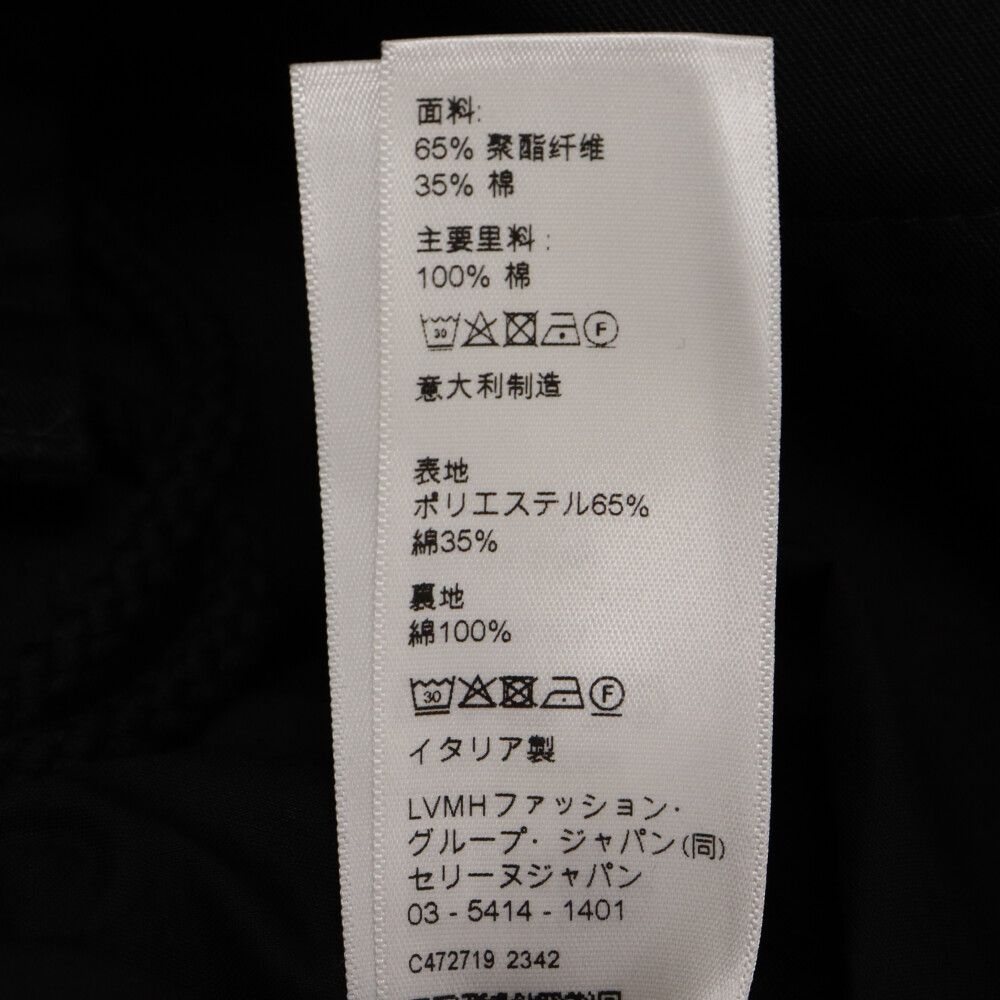 面料:
65% 聚酯纤维
35% 棉
主要里料:
100% 棉
30 F
意大利制造
表地
ポリエステル65%
綿35%
裏地
綿100%
30 F
イタリア製
LVMHファッション・
グループ・ジャパン(同)
セリーヌジャパン
03 - 5414 - 1401
C472719 2342